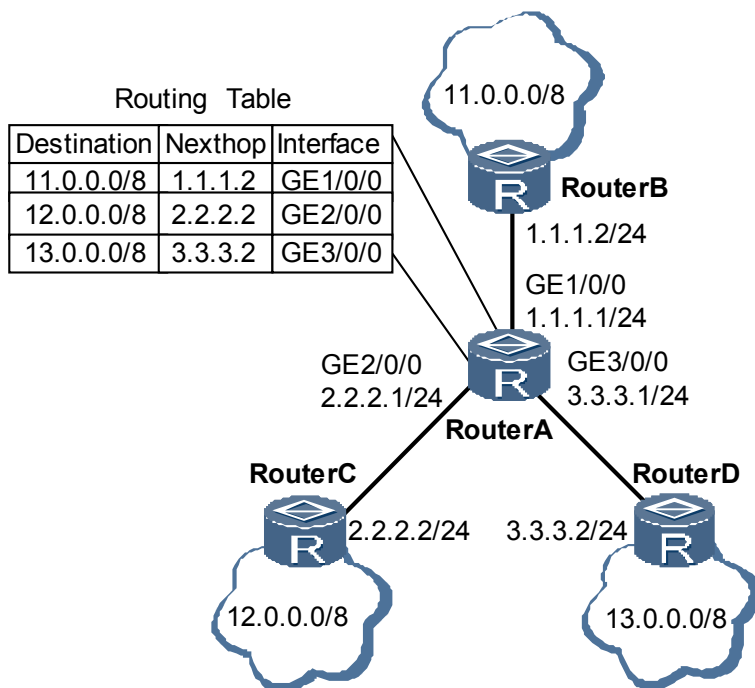 Routing Table
Destination Nexthop Interface
11.0.0.0/8 1.1.1.2 GE1/0/0
12.0.0.0/8 2.2.2.2 GE2/0/0
13.0.0.0/8 3.3.3.2 GE3/0/0
11.0.0.0/8
R
RouterB
1.1.1.2/24
GE1/0/0
1.1.1.1/24
GE2/0/0
2.2.2.1/24
R
GE3/0/0
3.3.3.1/24
RouterA
RouterC
RouterD
R
2.2.2.2/24
3.3.3.2/24
R
12.0.0.0/8
13.0.0.0/8